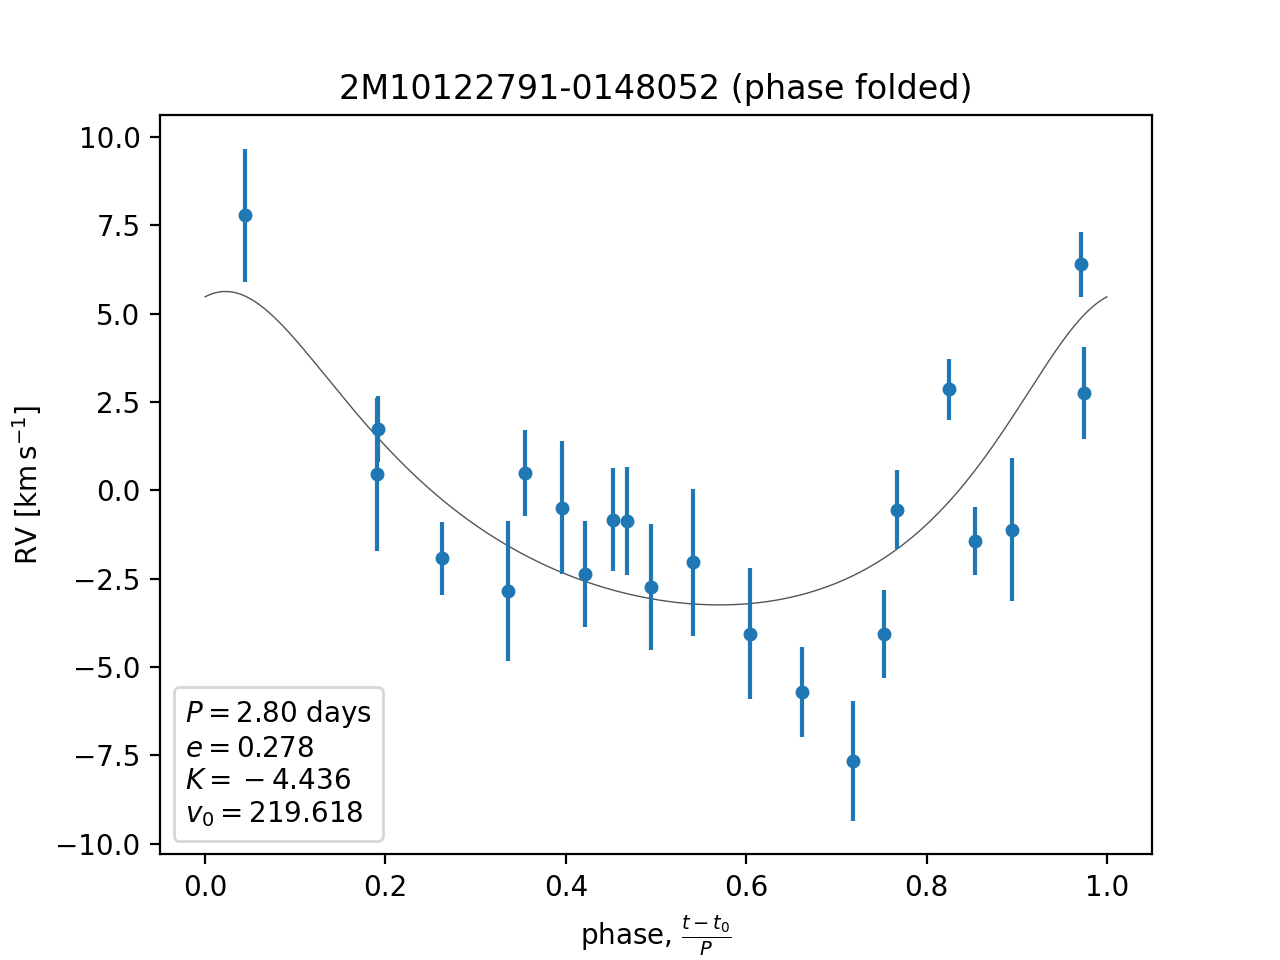 2M10122791-0148052 (phase folded)
10.0
7.5
5.0
2.5
0.0
−2.5
−5.0
−7.5
−10.0
RV [km s⁻¹]
P = 2.80 days
e = 0.278
K = −4.436
v₀ = 219.618
0.0 0.2 0.4 0.6 0.8 1.0
phase, (t − t₀)/P